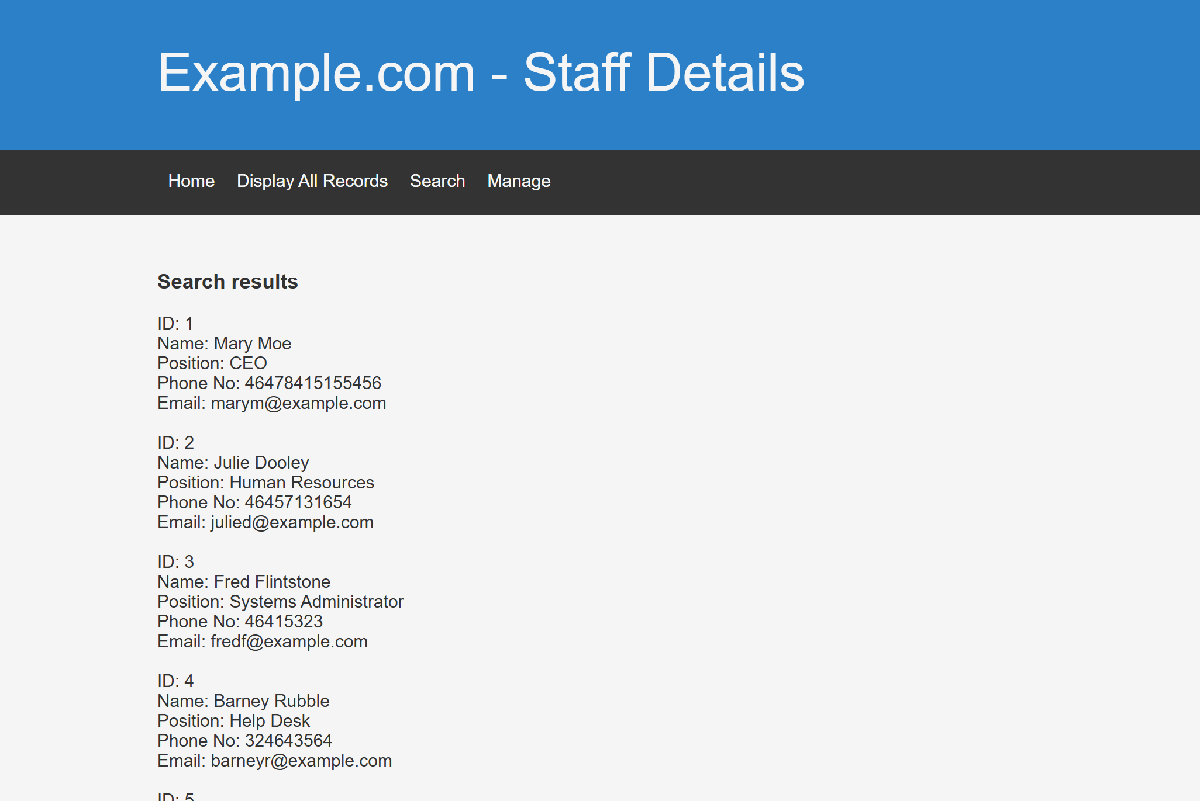 Example.com - Staff Details
Home Display All Records Search Manage
Search results
ID: 1
Name: Mary Moe
Position: CEO
Phone No: 46478415155456
Email: marym@example.com
ID: 2
Name: Julie Dooley
Position: Human Resources
Phone No: 46457131654
Email: julied@example.com
ID: 3
Name: Fred Flintstone
Position: Systems Administrator
Phone No: 46415323
Email: fredf@example.com
ID: 4
Name: Barney Rubble
Position: Help Desk
Phone No: 324643564
Email: barneyr@example.com
ID: 5